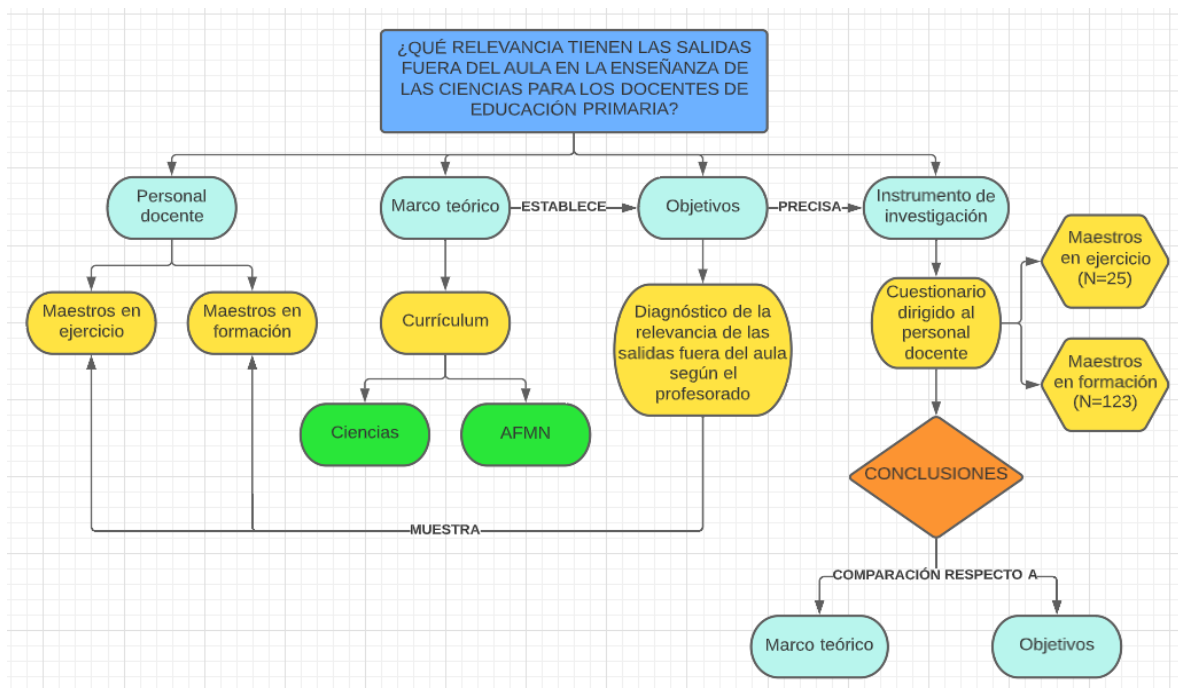 ¿QUÉ RELEVANCIA TIENEN LAS SALIDAS
FUERA DEL AULA EN LA ENSEÑANZA DE
LAS CIENCIAS PARA LOS DOCENTES DE
EDUCACIÓN PRIMARIA?
Personal
docente
Marco teórico
ESTABLECE
Objetivos
PRECISA
Instrumento de
investigación
Maestros en
ejercicio
Maestros en
formación
Currículum
Diagnóstico de la
relevancia de las
salidas fuera del aula
según el
profesorado
Cuestionario
dirigido al
personal
docente
Maestros
en ejercicio
(N=25)
Maestros
en formación
(N=123)
Ciencias
AFMN
MUESTRA
CONCLUSIONES
COMPARACIÓN RESPECTO A
Marco teórico
Objetivos